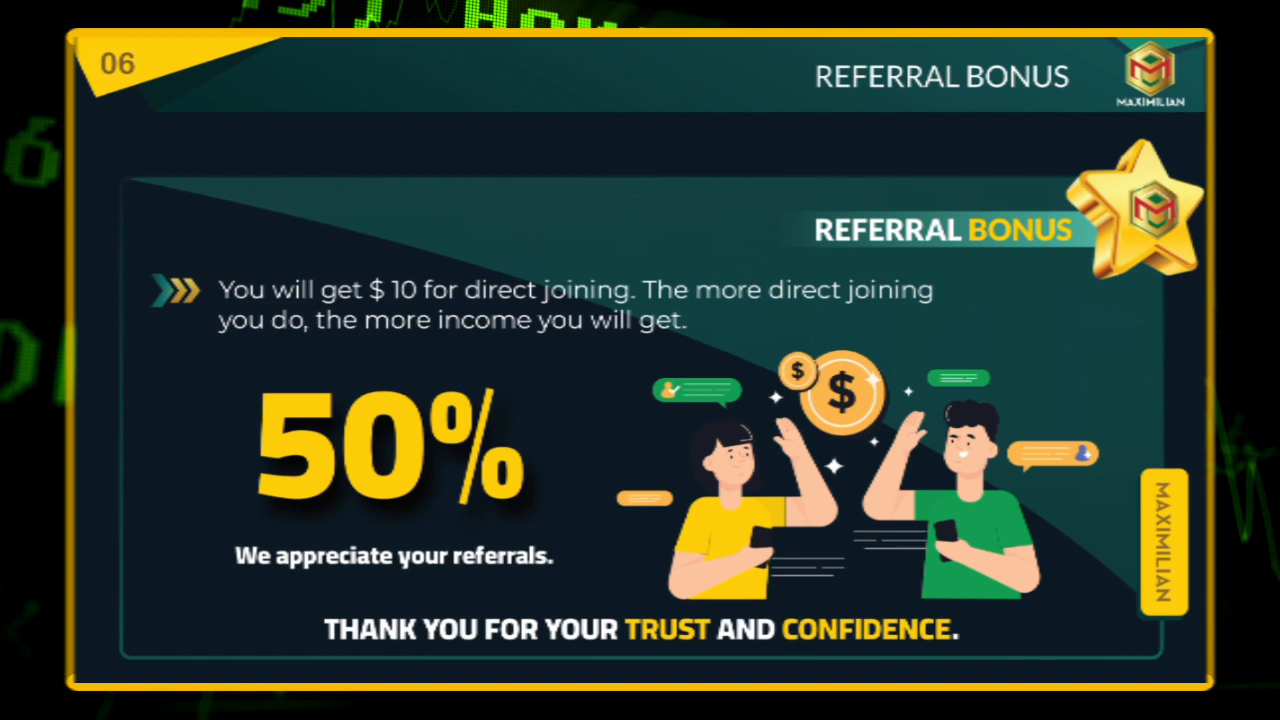 06
REFERRAL BONUS
MAXIMILIAN
REFERRAL BONUS
You will get $ 10 for direct joining. The more direct joining
you do, the more income you will get.
50%
We appreciate your referrals.
MAXIMILIAN
THANK YOU FOR YOUR TRUST AND CONFIDENCE.